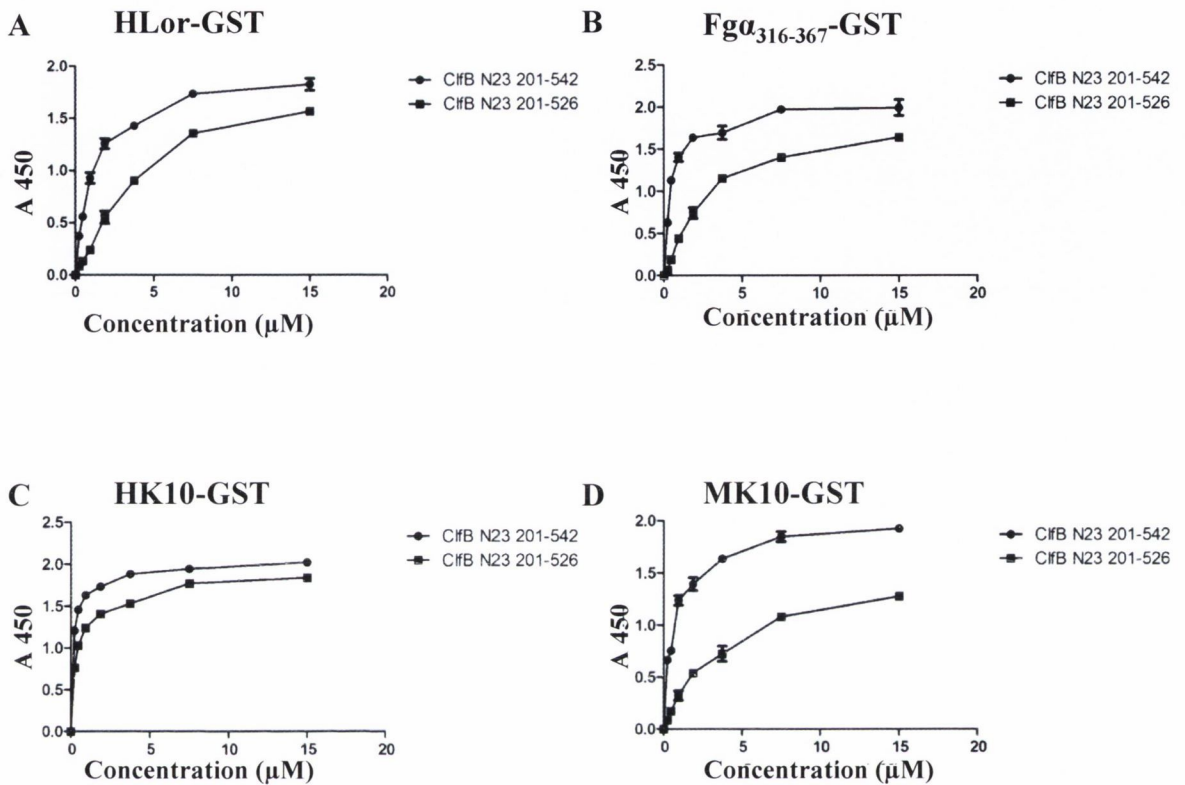 A HLor-GST
2.0
1.5
1.0
0.5
0.0
0 5 10 15 20
A 450
Concentration (µM)
ClfB N23 201-542
ClfB N23 201-526
B Fgα316-367-GST
2.5
2.0
1.5
1.0
0.5
0.0
0 5 10 15 20
A 450
Concentration (µM)
ClfB N23 201-542
ClfB N23 201-526
C HK10-GST
2.5
2.0
1.5
1.0
0.5
0.0
0 5 10 15 20
A 450
Concentration (µM)
ClfB N23 201-542
ClfB N23 201-526
D MK10-GST
2.0
1.5
1.0
0.5
0.0
0 5 10 15 20
A 450
Concentration (µM)
ClfB N23 201-542
ClfB N23 201-526